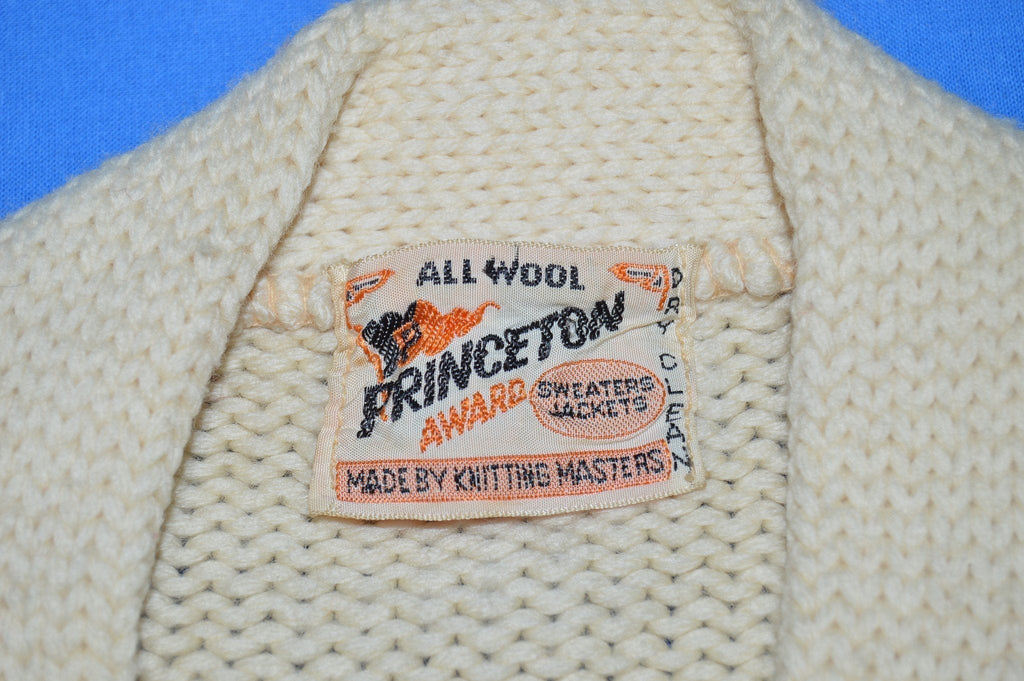 ALL WOOL
PRINCETON
AWARD
SWEATERS
JACKETS
MADE BY KNITTING MASTERS
DRY CLEAN